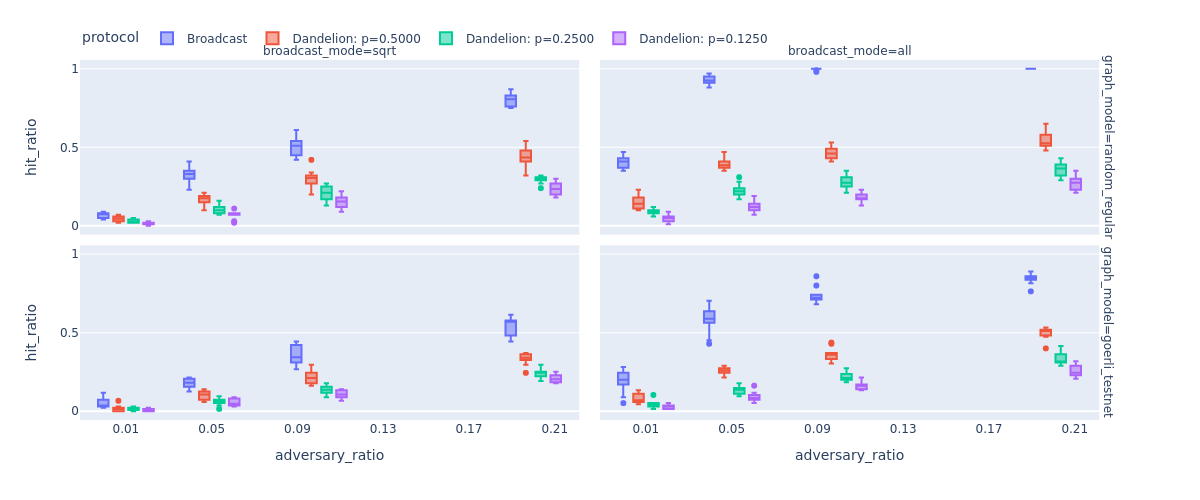 protocol Broadcast Dandelion: p=0.5000 Dandelion: p=0.2500 Dandelion: p=0.1250
broadcast_mode=sqrt broadcast_mode=all
1
0.5
0
hit_ratio
graph_model=random_regular
1
0.5
0
hit_ratio
graph_model=goerli_testnet
0.01 0.05 0.09 0.13 0.17 0.21 0.01 0.05 0.09 0.13 0.17 0.21
adversary_ratio adversary_ratio